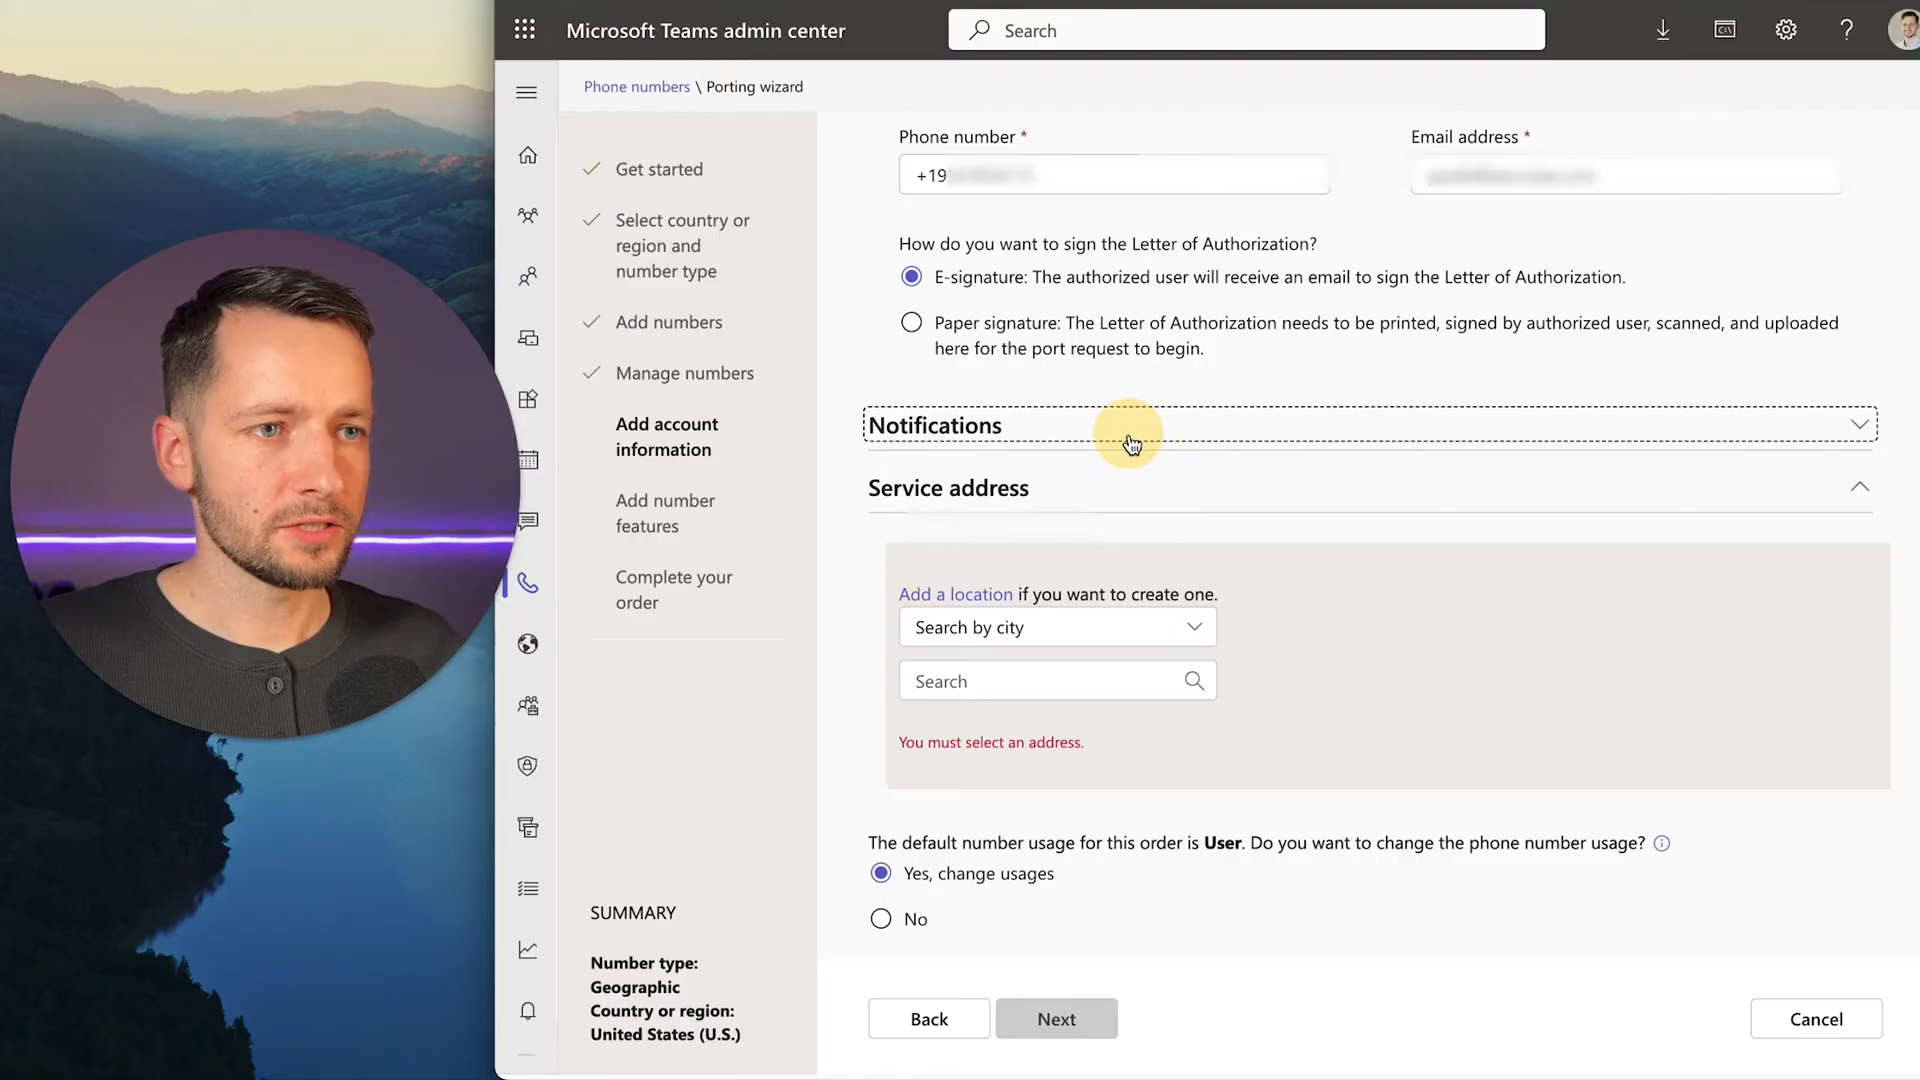 Microsoft Teams admin center
Search
Phone numbers \ Porting wizard
Get started
Select country or
region and
number type
Add numbers
Manage numbers
Add account
information
Add number
features
Complete your
order
SUMMARY
Number type:
Geographic
Country or region:
United States (U.S.)
Phone number *
Email address *
+19
How do you want to sign the Letter of Authorization?
E-signature: The authorized user will receive an email to sign the Letter of Authorization.
Paper signature: The Letter of Authorization needs to be printed, signed by authorized user, scanned, and uploaded
here for the port request to begin.
Notifications
Service address
Add a location if you want to create one.
Search by city
Search
You must select an address.
The default number usage for this order is User. Do you want to change the phone number usage?
Yes, change usages
No
Back
Next
Cancel